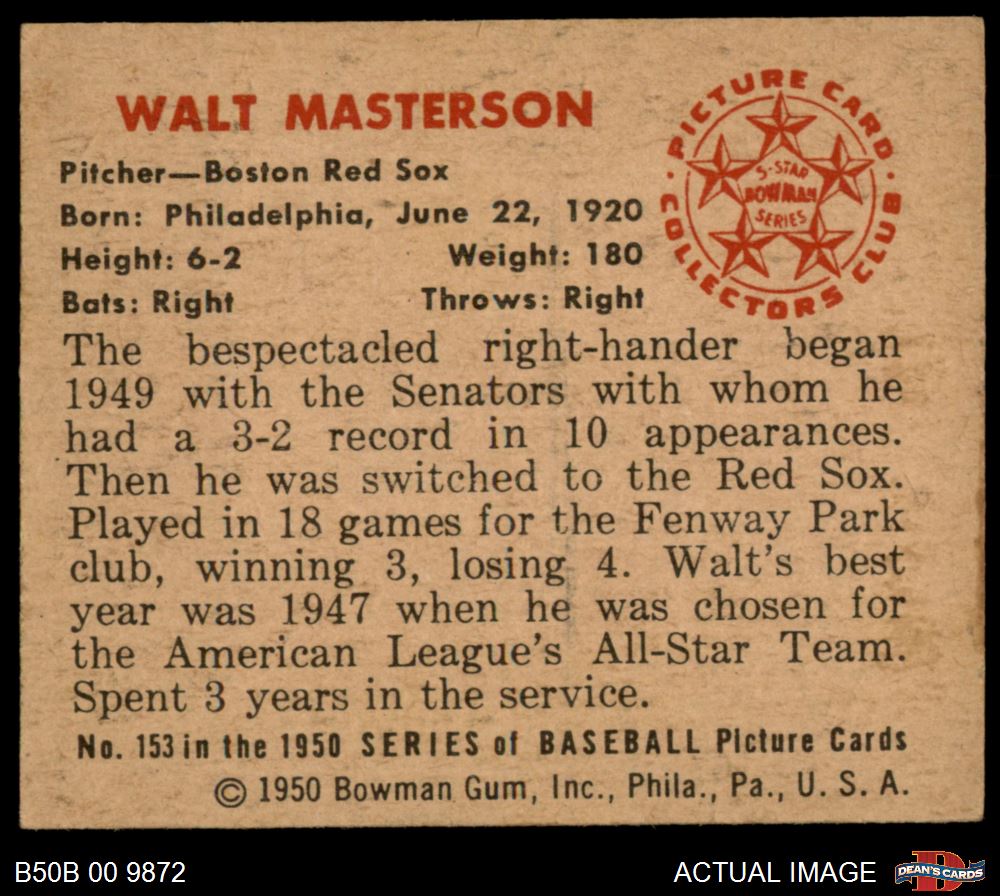 WALT MASTERSON
Pitcher—Boston Red Sox
Born: Philadelphia, June 22, 1920
Height: 6-2 Weight: 180
Bats: Right Throws: Right
PICTURE CARD
COLLECTORS CLUB
5-STAR
BOWMAN
SERIES
The bespectacled right-hander began
1949 with the Senators with whom he
had a 3-2 record in 10 appearances.
Then he was switched to the Red Sox.
Played in 18 games for the Fenway Park
club, winning 3, losing 4. Walt's best
year was 1947 when he was chosen for
the American League's All-Star Team.
Spent 3 years in the service.
No. 153 in the 1950 SERIES of BASEBALL Picture Cards
© 1950 Bowman Gum, Inc., Phila., Pa., U. S. A.
B50B 00 9872 ACTUAL IMAGE
DEAN'S CARDS